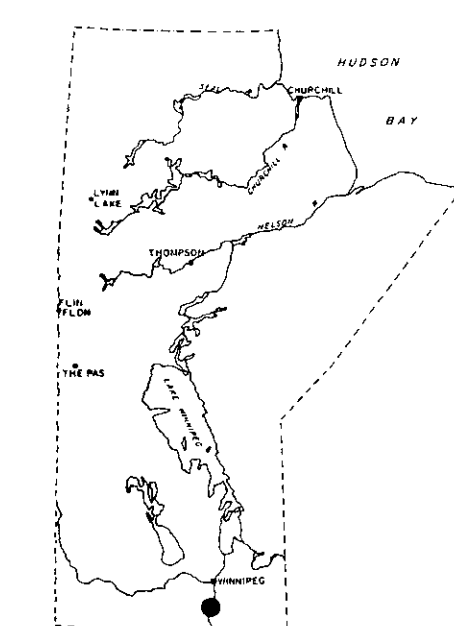 HUDSON
BAY
SEAL
CHURCHILL
CHURCHILL R
LYNN
LAKE
NELSON
THOMPSON
FLIN
FLON
THE PAS
LAKE WINNIPEG
WINNIPEG